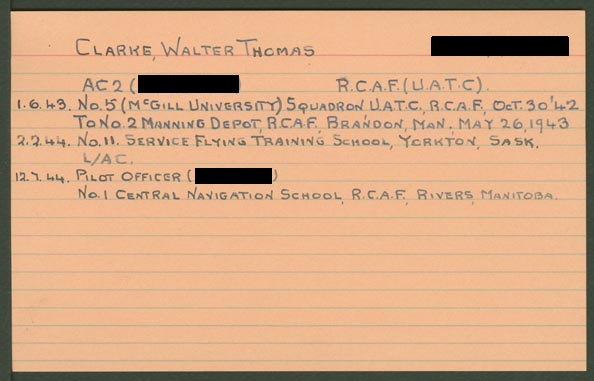 CLARKE, WALTER THOMAS
AC2 ( ) R.C.A.F. (U.A.T.C).
1.6.43. No.5 (McGILL UNIVERSITY) SQUADRON U.A.T.C., R.C.A.F., OCT. 30'42
TO No.2 MANNING DEPOT, R.C.A.F., BRANDON, MAN., MAY 26, 1943
2.2.44. No.11. SERVICE FLYING TRAINING SCHOOL, YORKTON, SASK.
L/AC.
12.7.44. PILOT OFFICER ( )
No.1 CENTRAL NAVIGATION SCHOOL, R.C.A.F., RIVERS, MANITOBA.